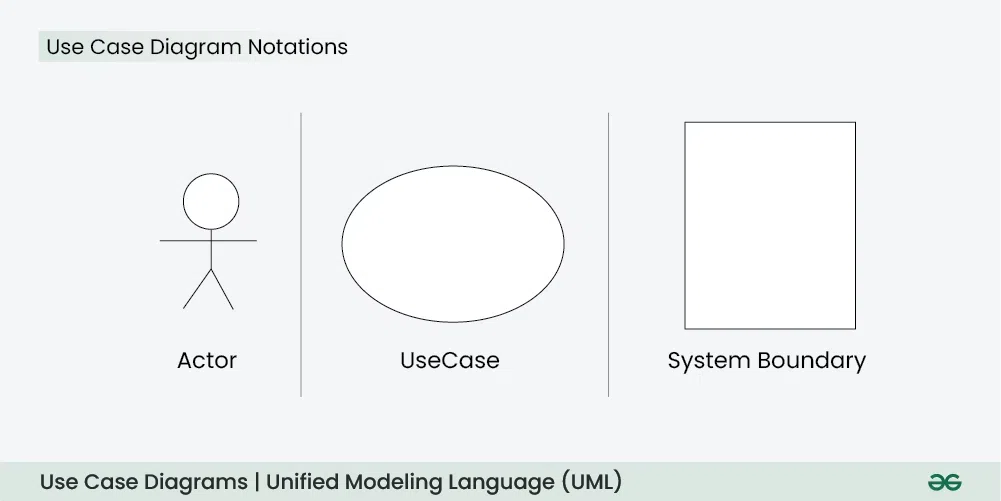 Use Case Diagram Notations
Actor
UseCase
System Boundary
Use Case Diagrams | Unified Modeling Language (UML)